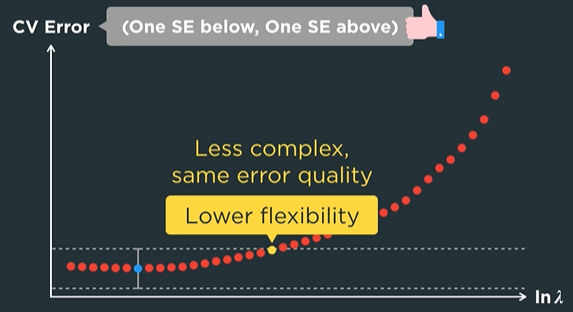 CV Error
(One SE below, One SE above)
Less complex,
same error quality
Lower flexibility
ln λ